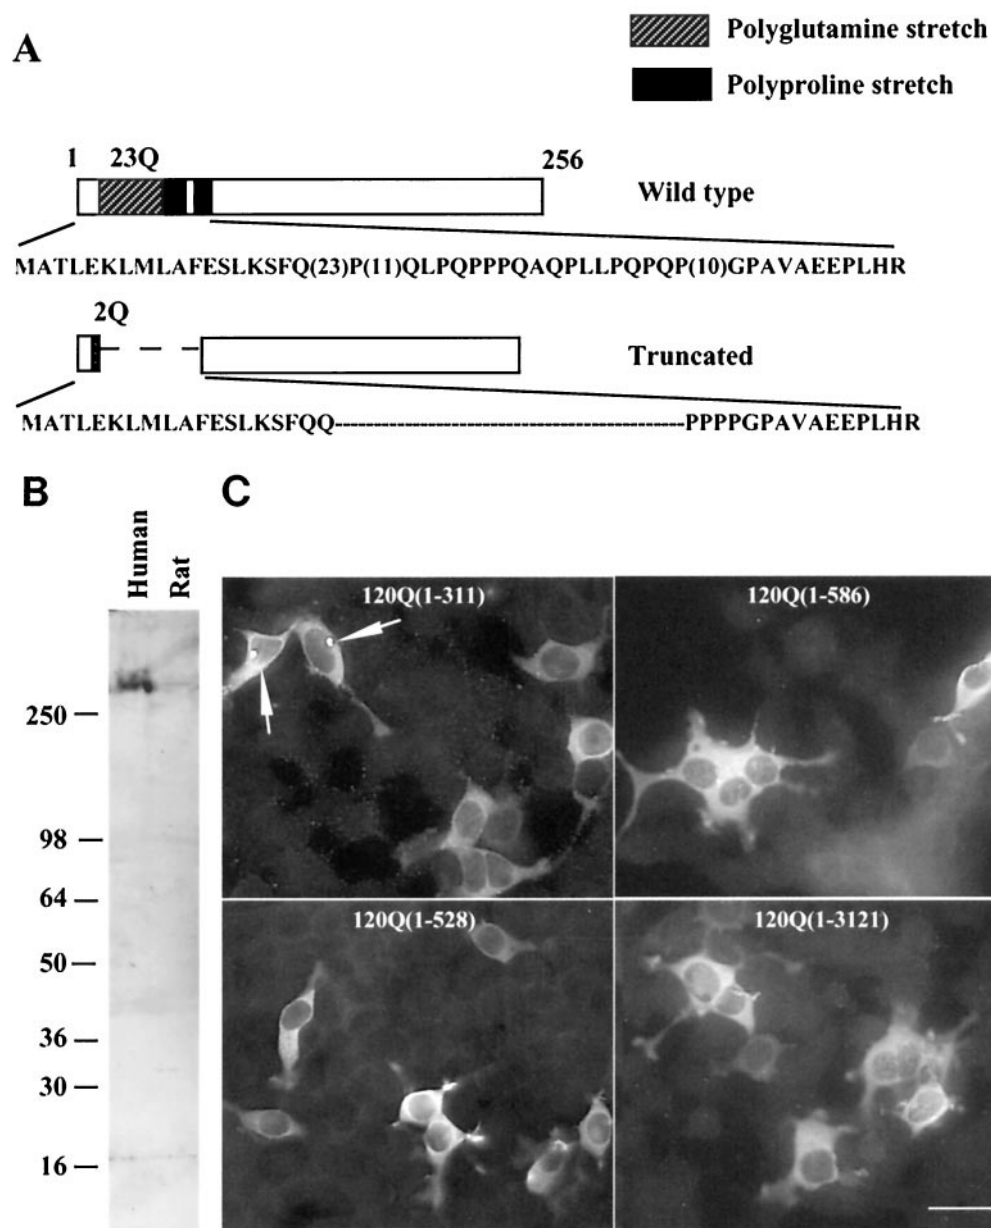 A
Polyglutamine stretch
Polyproline stretch
1 23Q 256
Wild type
MATLEKLMLAFESLKSFQ(23)P(11)QLPQPPPQAQPLLPQPQP(10)GPAVAEEPLHR
2Q
Truncated
MATLEKLMLAFESLKSFQQ-----------------------------------PPPPGPAVAEEPLHR
B
Human
Rat
250
98
64
50
36
30
16
C
120Q(1-311)
120Q(1-586)
120Q(1-528)
120Q(1-3121)